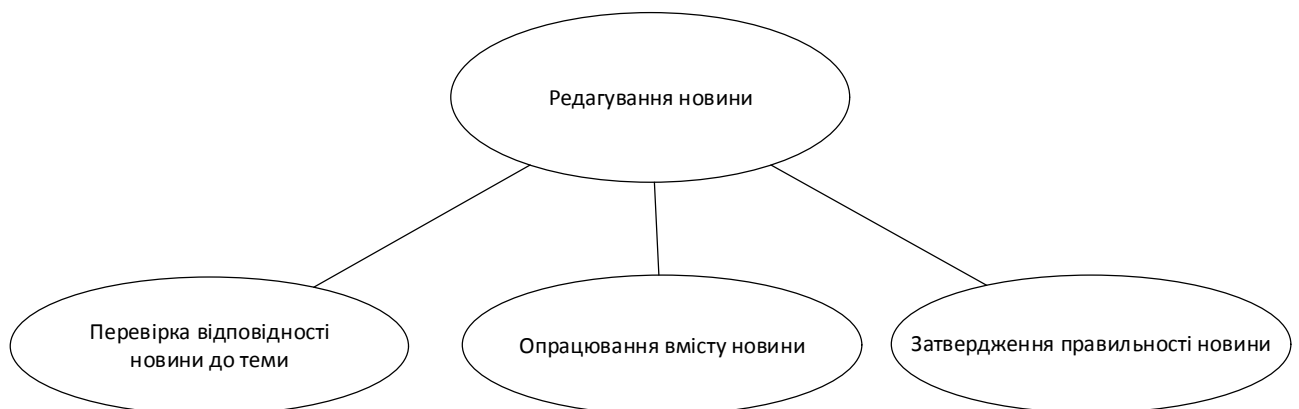 Редагування новини
Перевірка відповідності
новини до теми
Опрацювання вмісту новини
Затвердження правильності новини